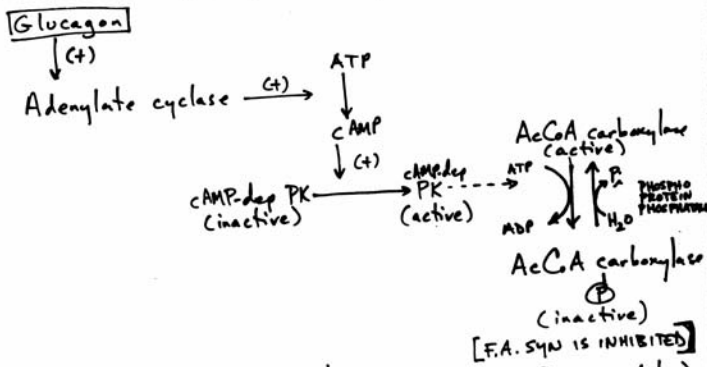 Glucagon
(+)
Adenylate cyclase
(+)
ATP
cAMP
(+)
cAMP-dep PK
(inactive)
cAMP-dep
PK
(active)
AcCoA carboxylase
(active)
ATP
ADP
Pi
H2O
PHOSPHO
PROTEIN
PHOSPHATASE
AcCoA carboxylase
P
(inactive)
[F.A. SYN IS INHIBITED]